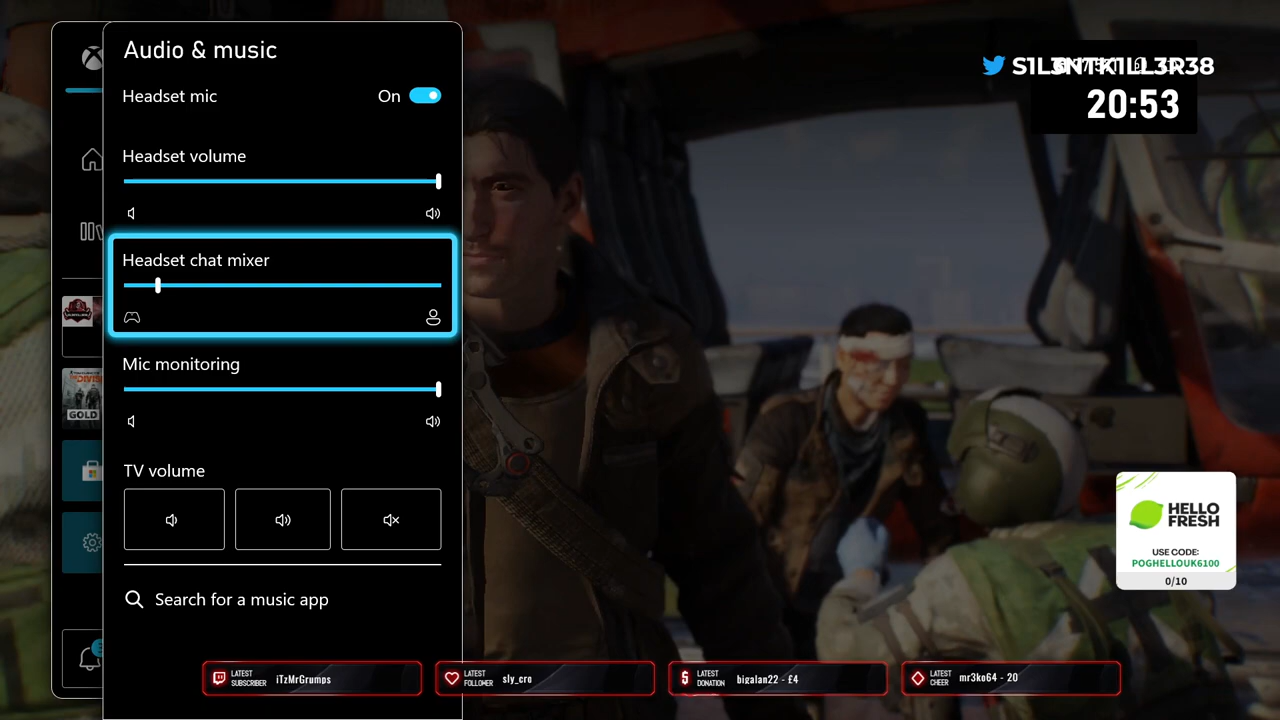 Audio & music
Headset mic
On
Headset volume
Headset chat mixer
Mic monitoring
TV volume
Search for a music app
GOLD
S1L3NTK1LL3R38
20:53
HELLO
FRESH
USE CODE:
POGHELLOUK6100
0/10
LATEST
SUBSCRIBER
iTzMrGrumps
LATEST
FOLLOWER
sly_cro
LATEST
DONATION
bigalan22 - £4
LATEST
CHEER
mr3ko64 - 20